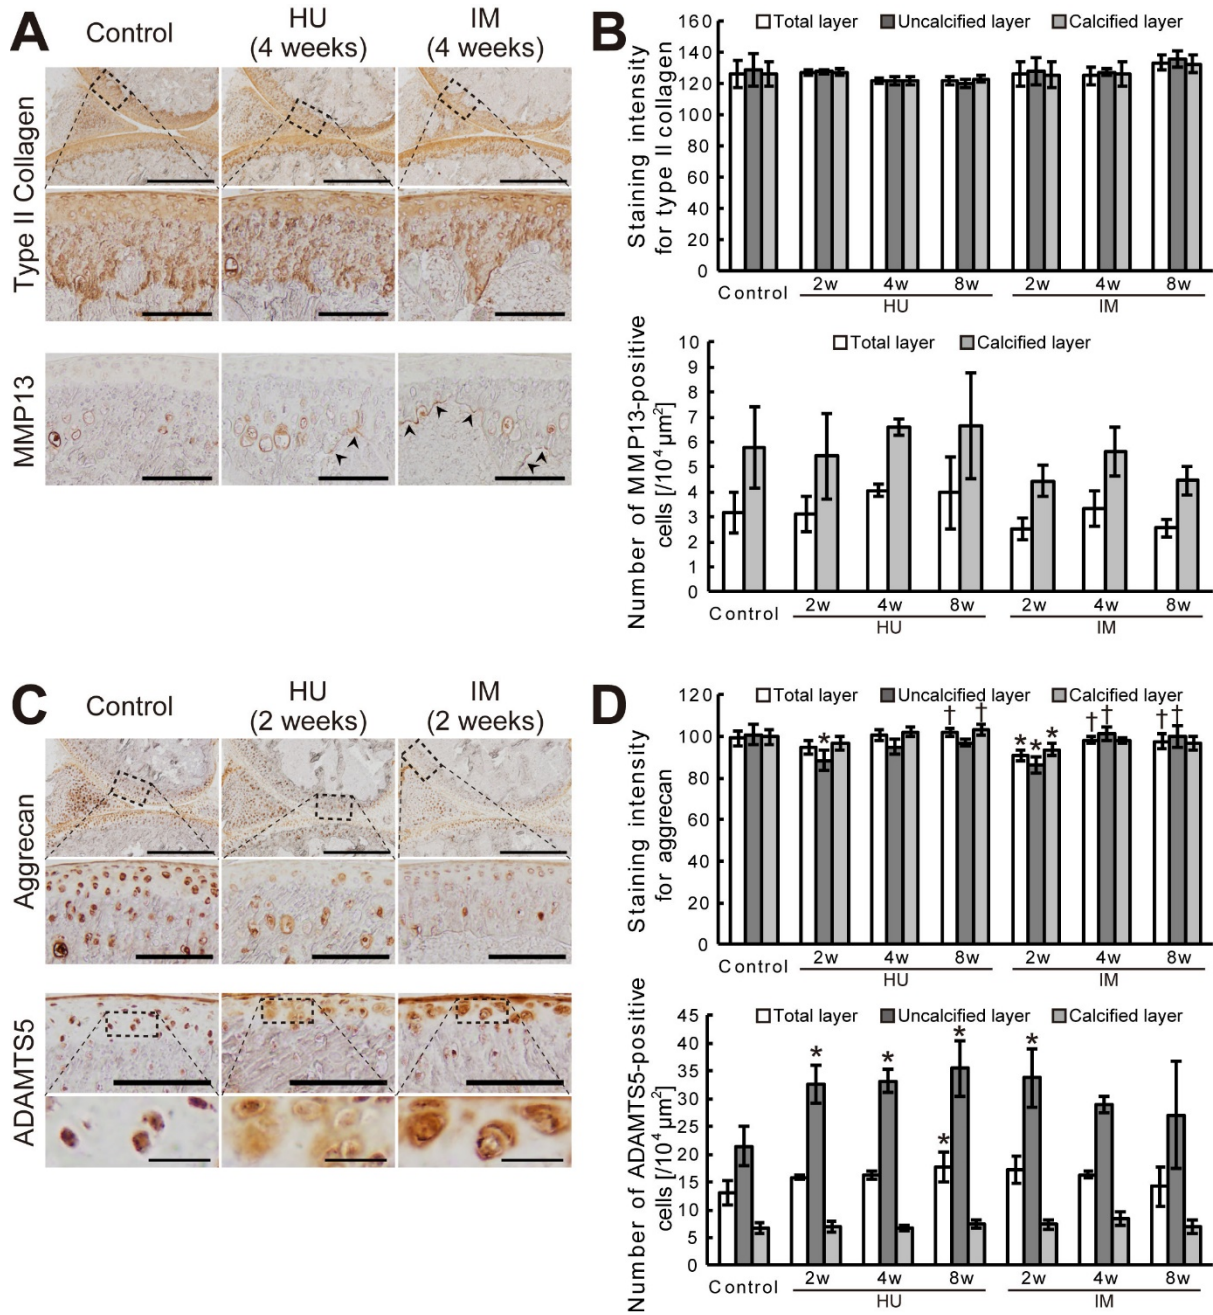 A
Control
HU
(4 weeks)
IM
(4 weeks)
Type II Collagen
MMP13
B
Staining intensity
for type II collagen
160
140
120
100
80
60
40
20
0
Total layer
Uncalcified layer
Calcified layer
Control
2w
4w
8w
2w
4w
8w
HU
IM
Number of MMP13-positive
cells [/10⁴ µm²]
10
9
8
7
6
5
4
3
2
1
0
Total layer
Calcified layer
Control
2w
4w
8w
2w
4w
8w
HU
IM
C
Control
HU
(2 weeks)
IM
(2 weeks)
Aggrecan
ADAMTS5
D
Staining intensity
for aggrecan
120
100
80
60
40
20
0
Total layer
Uncalcified layer
Calcified layer
* † † * * * † † † †
Control
2w
4w
8w
2w
4w
8w
HU
IM
Number of ADAMTS5-positive
cells [/10⁴ µm²]
45
40
35
30
25
20
15
10
5
0
Total layer
Uncalcified layer
Calcified layer
* * * * *
Control
2w
4w
8w
2w
4w
8w
HU
IM